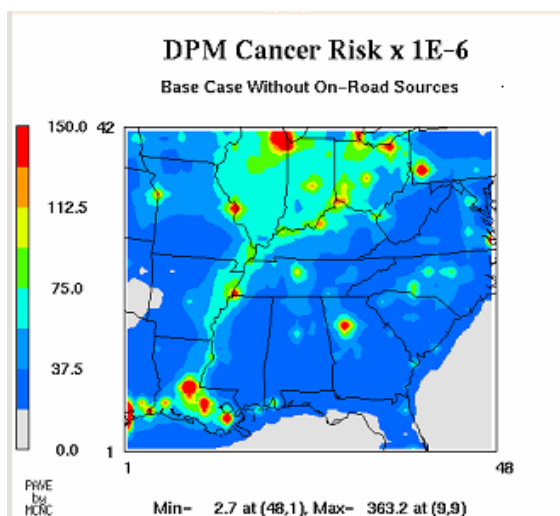 DPM Cancer Risk x 1E-6
Base Case Without On-Road Sources
150.0
112.5
75.0
37.5
0.0
42
1
1
48
PAVE
by
MCNC
Min= 2.7 at (48,1), Max= 363.2 at (9,9)